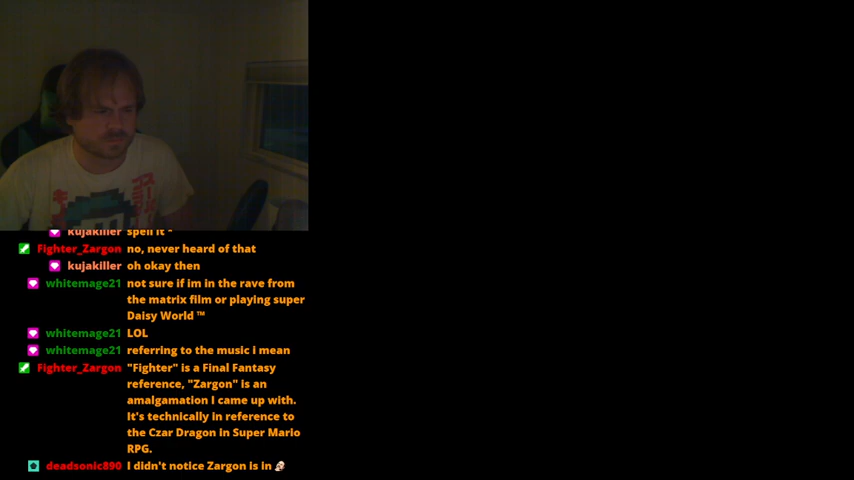 kujakiller spell it "
Fighter_Zargon no, never heard of that
kujakiller oh okay then
whitemage21 not sure if im in the rave from
the matrix film or playing super
Daisy World ™
whitemage21 LOL
whitemage21 referring to the music i mean
Fighter_Zargon "Fighter" is a Final Fantasy
reference, "Zargon" is an
amalgamation I came up with.
It's technically in reference to
the Czar Dragon in Super Mario
RPG.
deadsonic890 I didn't notice Zargon is in